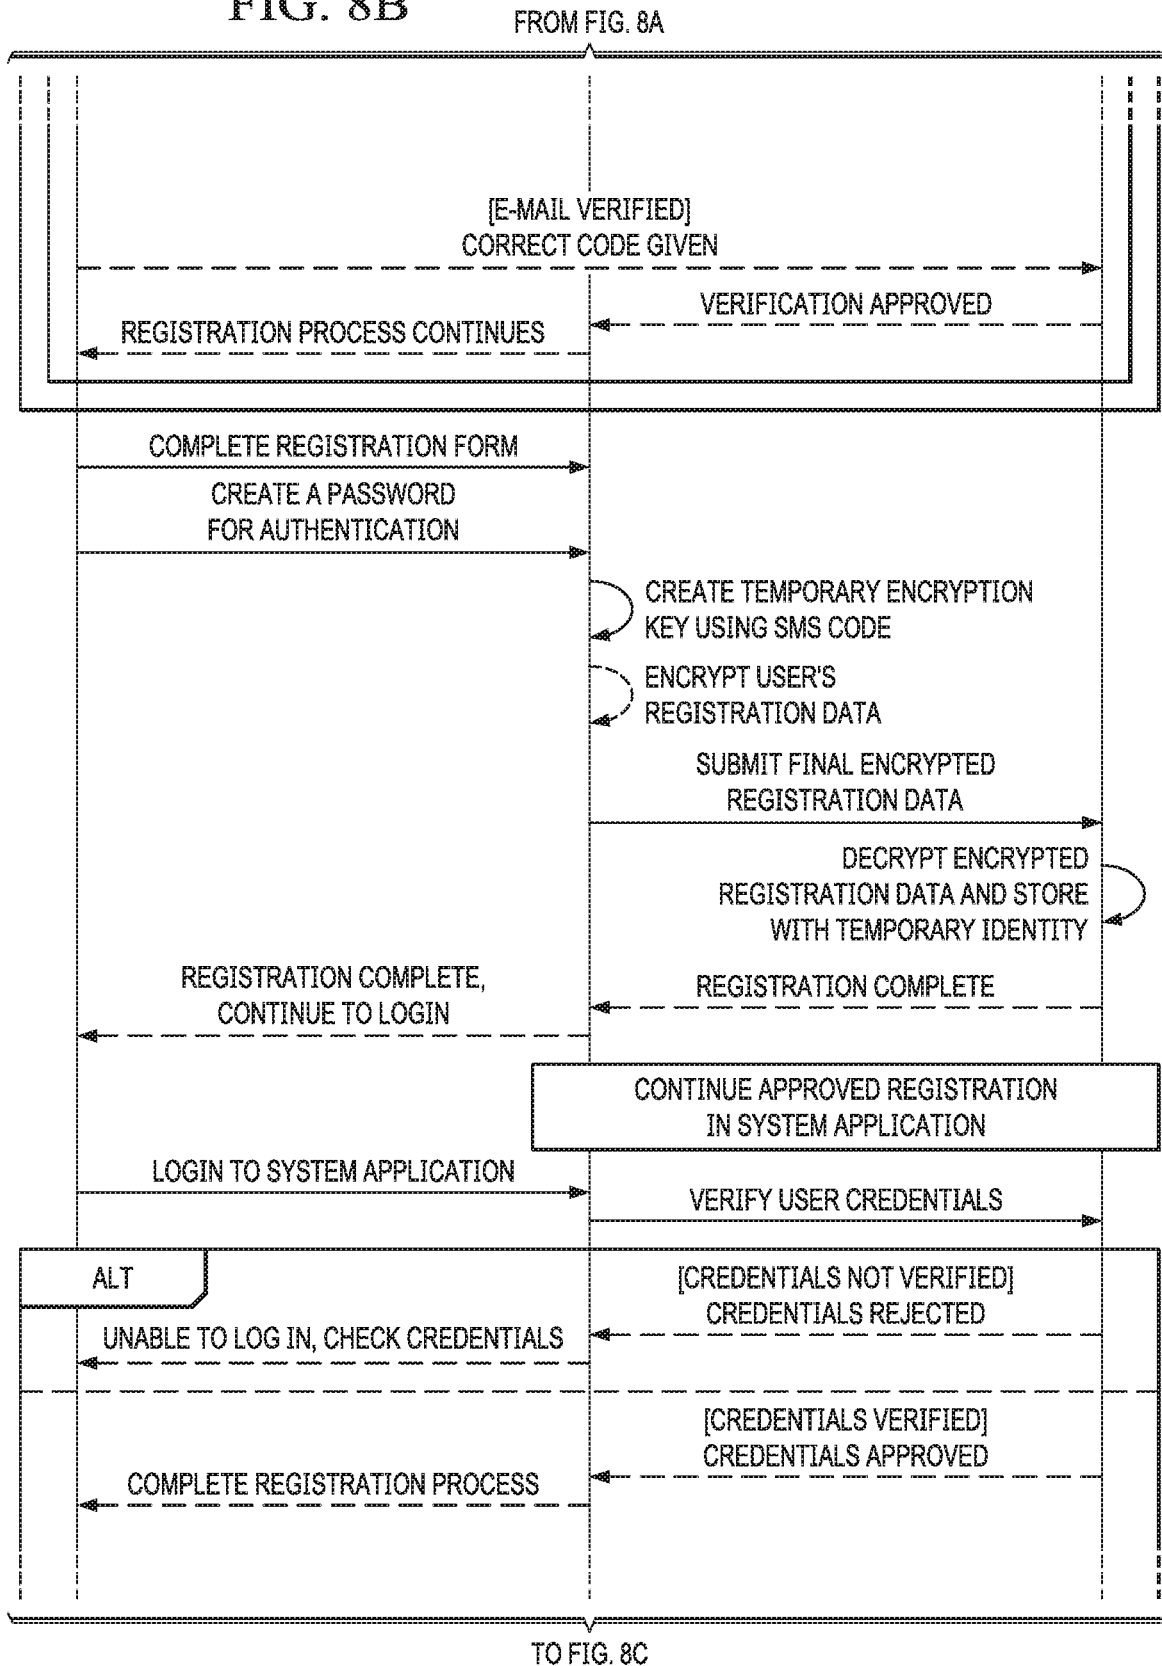 FIG. 8B
FROM FIG. 8A
[E-MAIL VERIFIED]
CORRECT CODE GIVEN
VERIFICATION APPROVED
REGISTRATION PROCESS CONTINUES
COMPLETE REGISTRATION FORM
CREATE A PASSWORD
FOR AUTHENTICATION
CREATE TEMPORARY ENCRYPTION
KEY USING SMS CODE
ENCRYPT USER'S
REGISTRATION DATA
SUBMIT FINAL ENCRYPTED
REGISTRATION DATA
DECRYPT ENCRYPTED
REGISTRATION DATA AND STORE
WITH TEMPORARY IDENTITY
REGISTRATION COMPLETE
REGISTRATION COMPLETE,
CONTINUE TO LOGIN
CONTINUE APPROVED REGISTRATION
IN SYSTEM APPLICATION
LOGIN TO SYSTEM APPLICATION
VERIFY USER CREDENTIALS
ALT
[CREDENTIALS NOT VERIFIED]
CREDENTIALS REJECTED
UNABLE TO LOG IN, CHECK CREDENTIALS
[CREDENTIALS VERIFIED]
CREDENTIALS APPROVED
COMPLETE REGISTRATION PROCESS
TO FIG. 8C